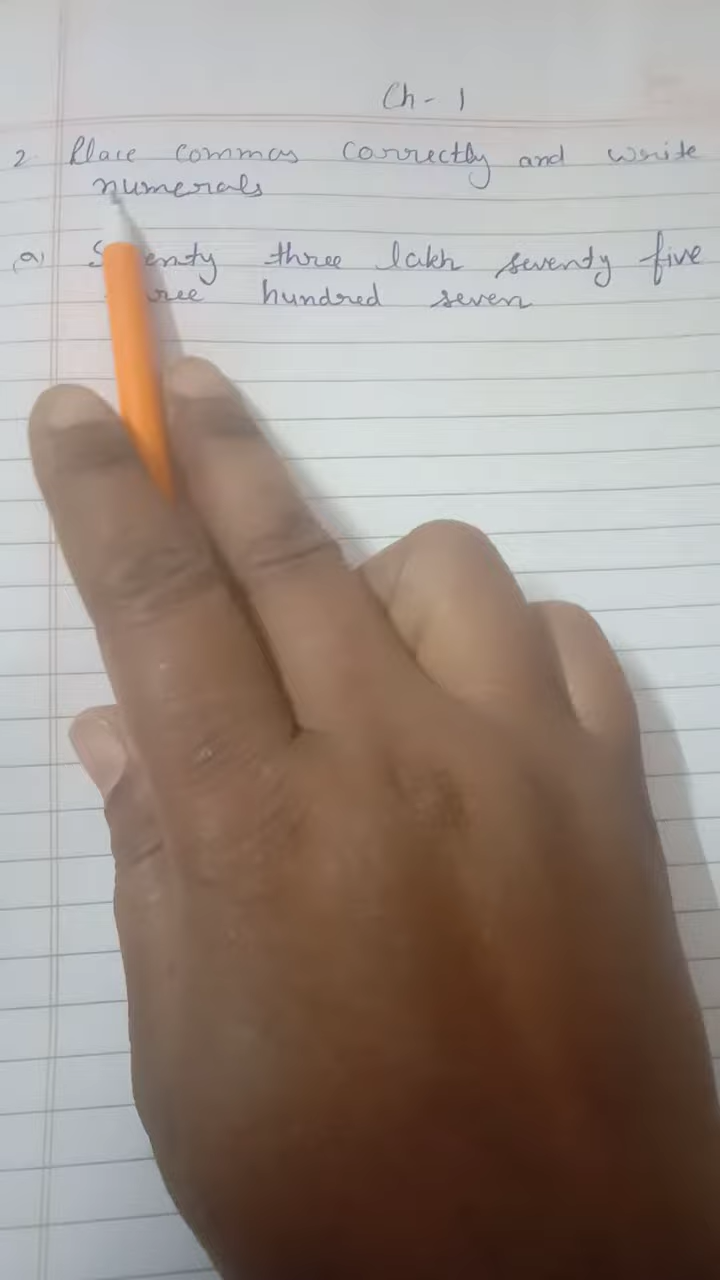 Ch - 1
2 Place commas correctly and write
numerals
(a) three lakh seventy five
hundred seven